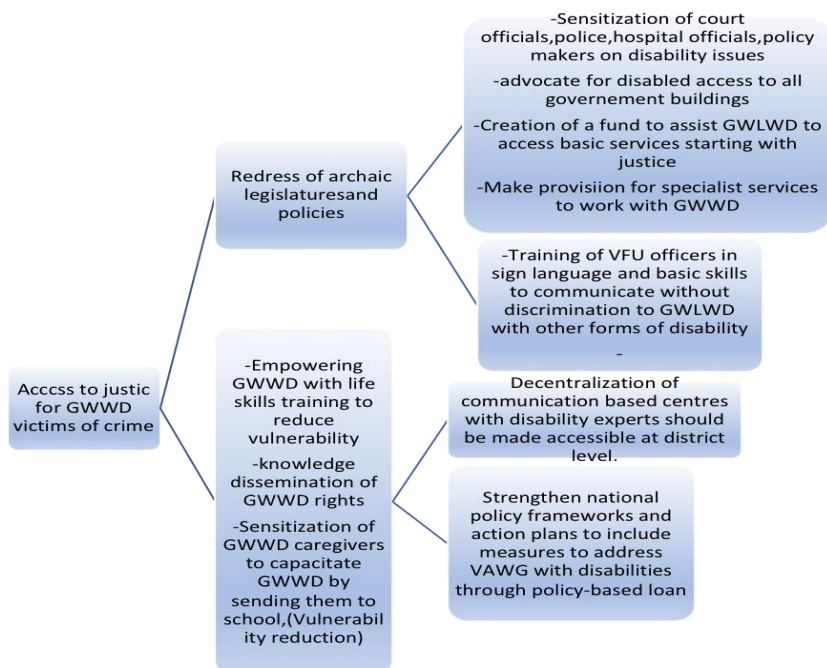 Acccss to justic
for GWWD
victims of crime
Redress of archaic
legislaturesand
policies
-Sensitization of court
officials,police,hospital officials,policy
makers on disability issues
-advocate for disabled access to all
governement buildings
-Creation of a fund to assist GWLWD to
access basic services starting with
justice
-Make provisiion for specialist services
to work with GWWD
-Training of VFU officers in
sign language and basic skills
to communicate without
discrimination to GWLWD
with other forms of disability
-
-Empowering
GWWD with life
skills training to
reduce
vulnerability
-knowledge
dissemination of
GWWD rights
-Sensitization of
GWWD caregivers
to capacitate
GWWD by
sending them to
school,(Vulnerabil
ity reduction)
Decentralization of
communication based centres
with disability experts should
be made accessible at district
level.
Strengthen national
policy frameworks and
action plans to include
measures to address
VAWG with disabilities
through policy-based loan